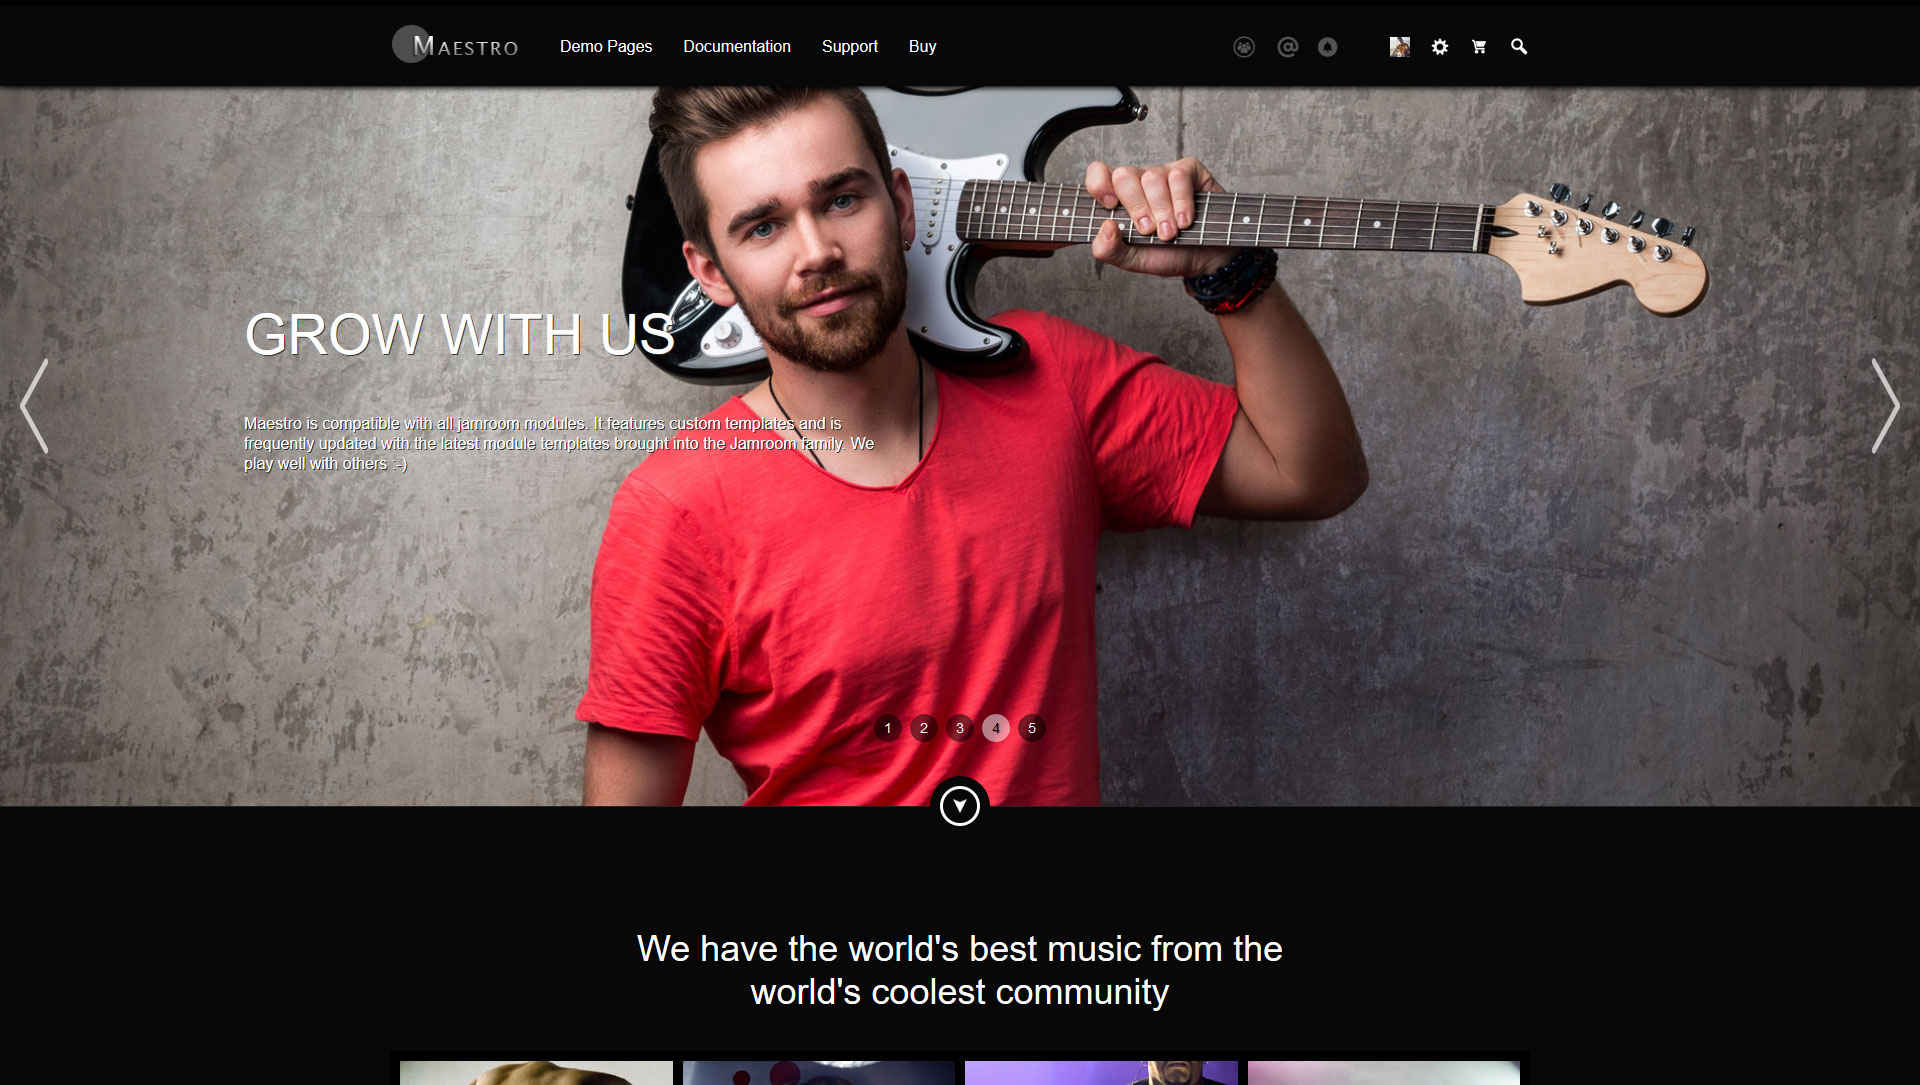 MAESTRO
Demo Pages
Documentation
Support
Buy
GROW WITH US
Maestro is compatible with all jamroom modules. It features custom templates and is
frequently updated with the latest module templates brought into the Jamroom family. We
play well with others :-)
1 2 3 4 5
We have the world's best music from the
world's coolest community